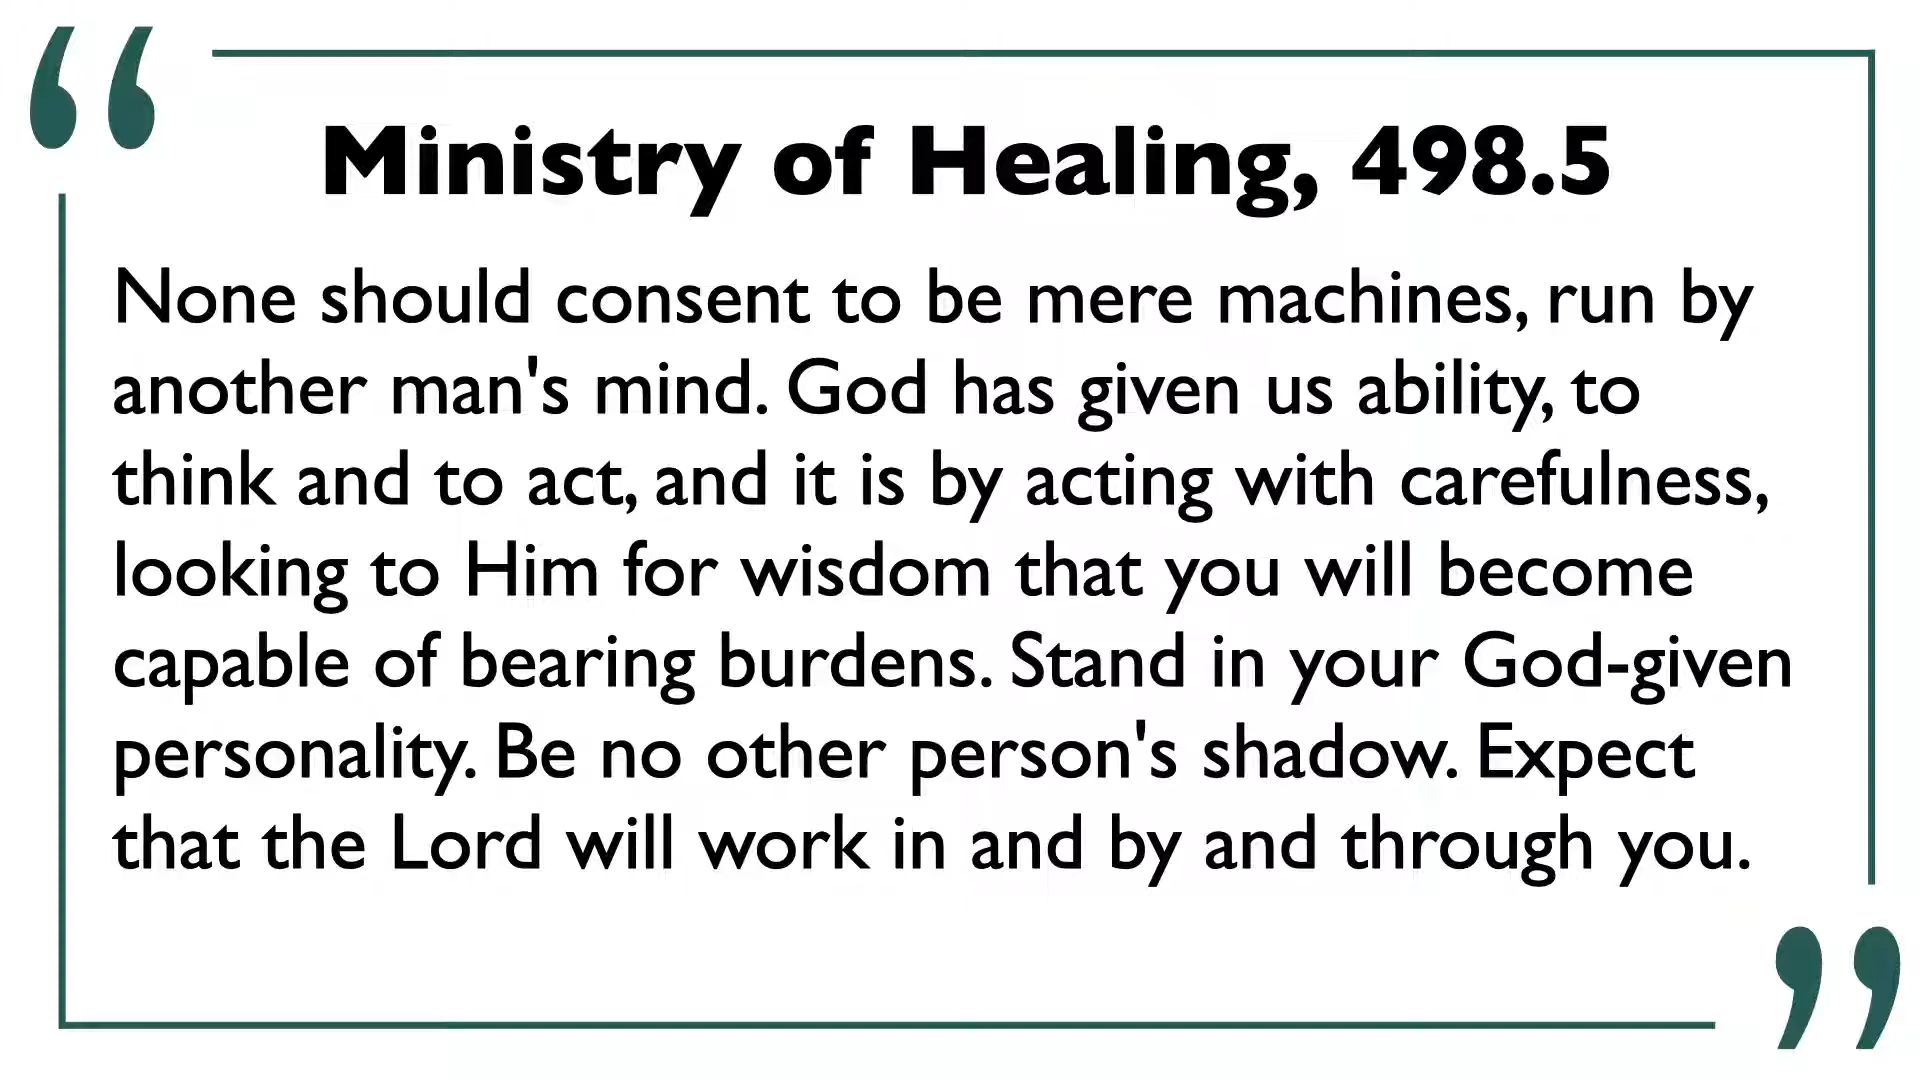 Ministry of Healing, 498.5
None should consent to be mere machines, run by
another man's mind. God has given us ability, to
think and to act, and it is by acting with carefulness,
looking to Him for wisdom that you will become
capable of bearing burdens. Stand in your God-given
personality. Be no other person's shadow. Expect
that the Lord will work in and by and through you.